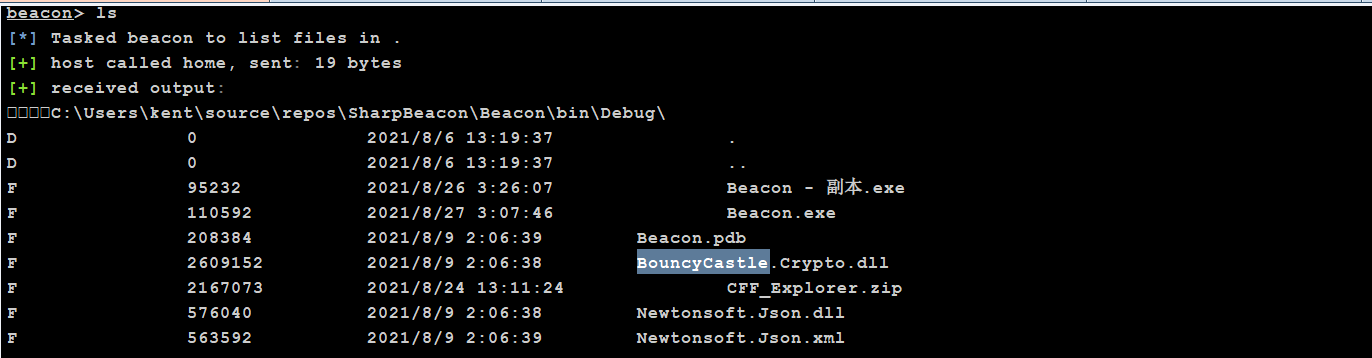 beacon> ls
[*] Tasked beacon to list files in .
[+] host called home, sent: 19 bytes
[+] received output:
□□□□C:\Users\kent\source\repos\SharpBeacon\Beacon\bin\Debug\
D 0 2021/8/6 13:19:37 .
D 0 2021/8/6 13:19:37 ..
F 95232 2021/8/26 3:26:07 Beacon - 副本.exe
F 110592 2021/8/27 3:07:46 Beacon.exe
F 208384 2021/8/9 2:06:39 Beacon.pdb
F 2609152 2021/8/9 2:06:38 BouncyCastle.Crypto.dll
F 2167073 2021/8/24 13:11:24 CFF_Explorer.zip
F 576040 2021/8/9 2:06:38 Newtonsoft.Json.dll
F 563592 2021/8/9 2:06:39 Newtonsoft.Json.xml